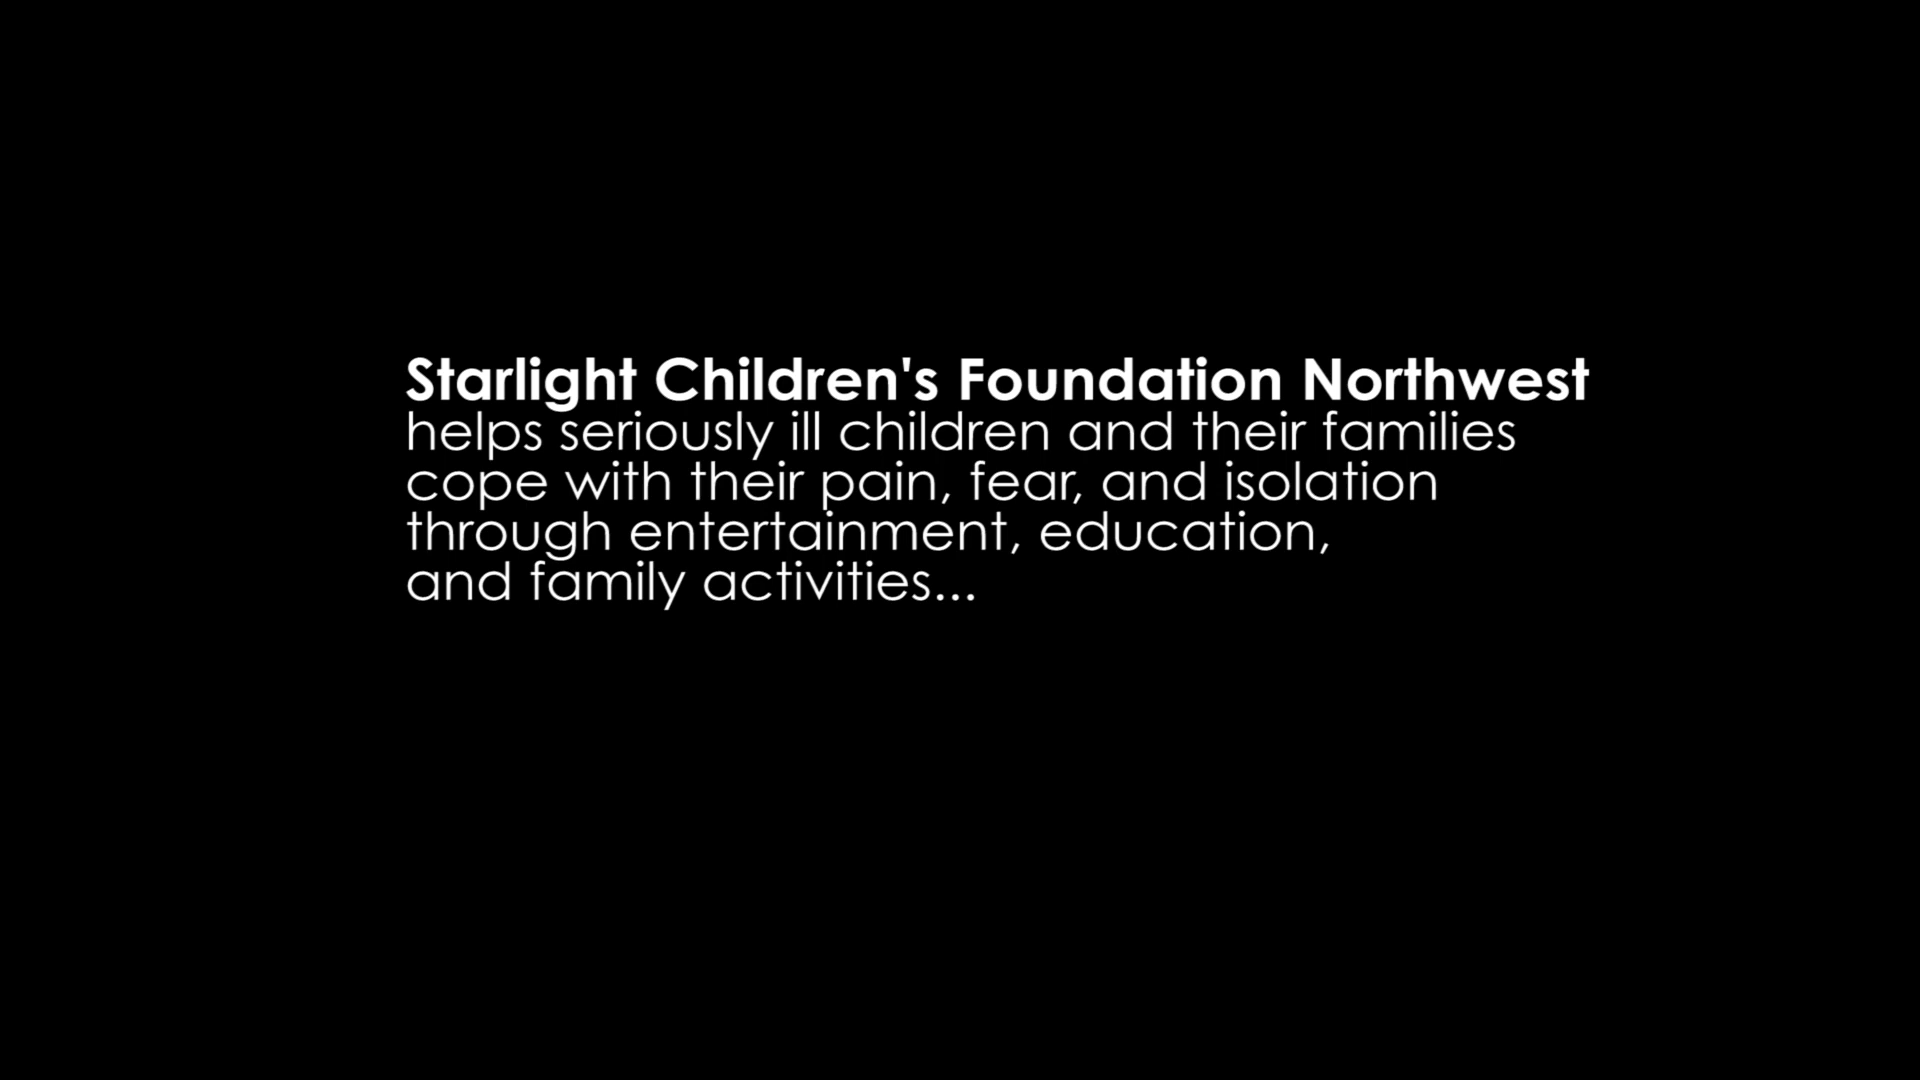 Starlight Children's Foundation Northwest
helps seriously ill children and their families
cope with their pain, fear, and isolation
through entertainment, education,
and family activities...